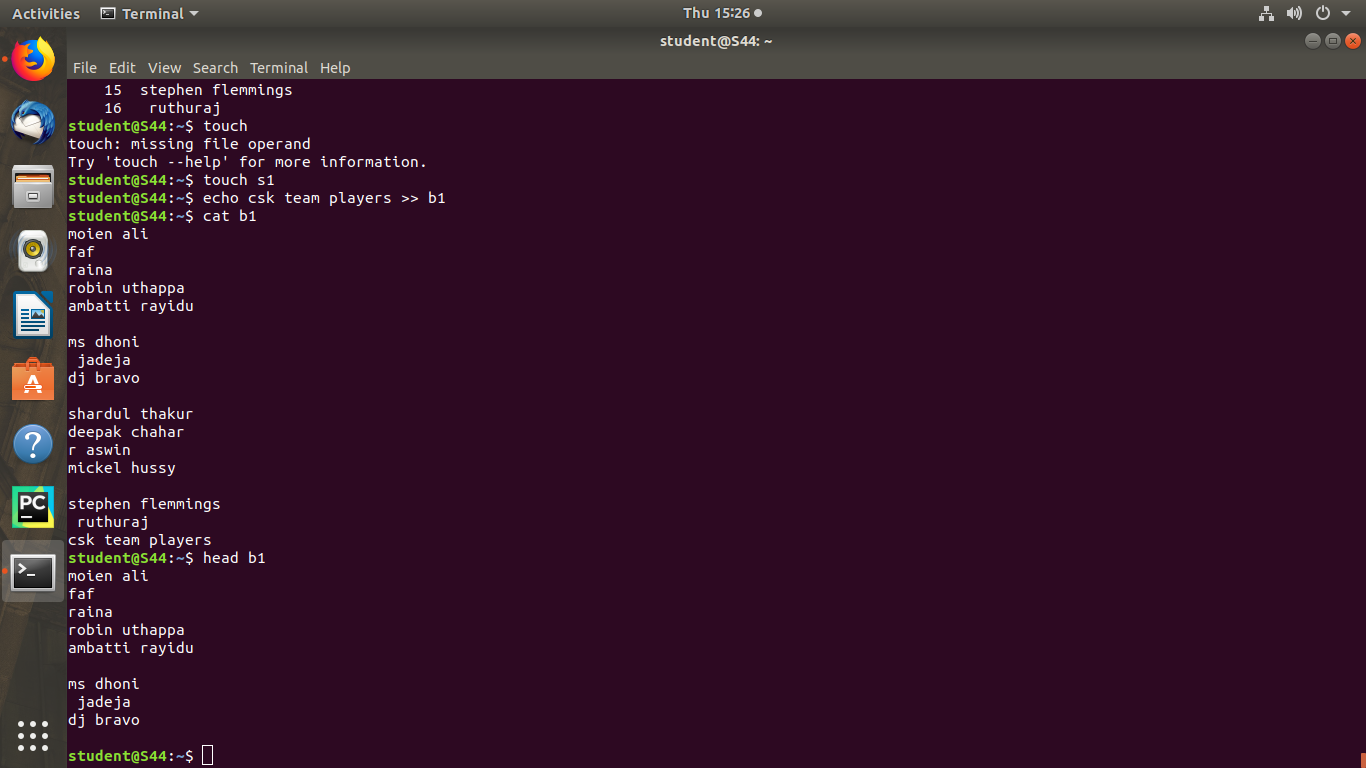 Activities Terminal Thu 15:26
student@S44: ~
File Edit View Search Terminal Help
    15  stephen flemmings
    16   ruthuraj
student@S44:~$ touch
touch: missing file operand
Try 'touch --help' for more information.
student@S44:~$ touch s1
student@S44:~$ echo csk team players >> b1
student@S44:~$ cat b1
moien ali
faf
raina
robin uthappa
ambatti rayidu

ms dhoni
 jadeja
dj bravo

shardul thakur
deepak chahar
r aswin
mickel hussy

stephen flemmings
 ruthuraj
csk team players
student@S44:~$ head b1
moien ali
faf
raina
robin uthappa
ambatti rayidu

ms dhoni
 jadeja
dj bravo

student@S44:~$
A
?
PC
>_